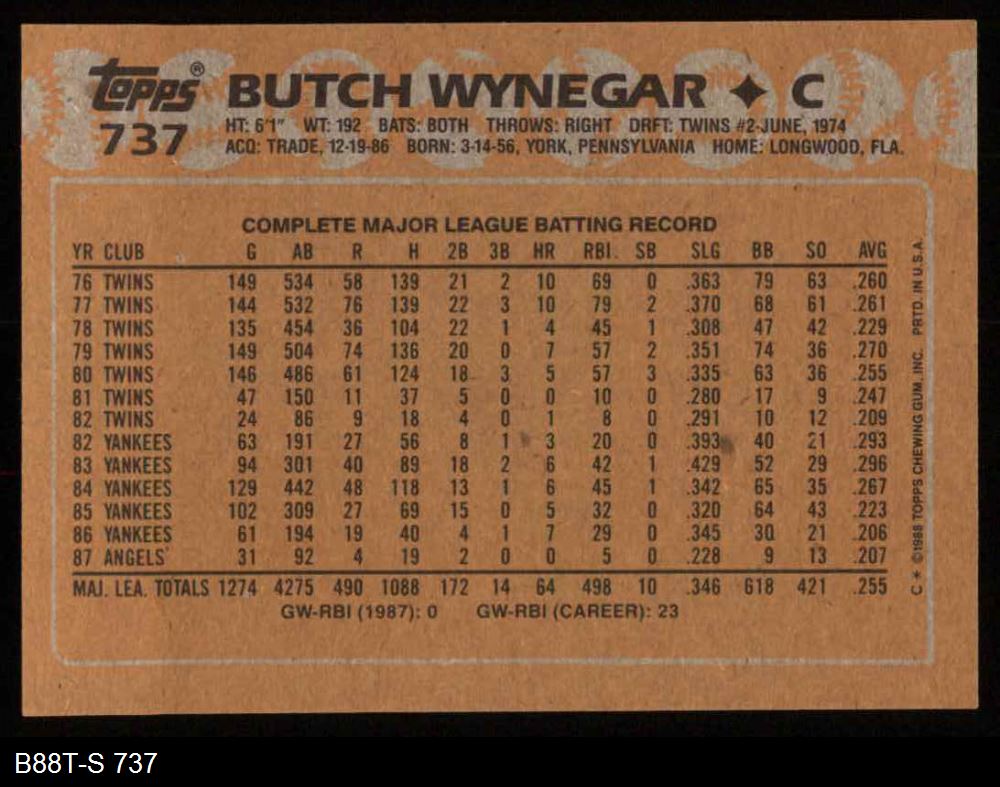 topps® BUTCH WYNEGAR ✦ C
737
HT: 6'1" WT: 192 BATS: BOTH THROWS: RIGHT DRFT: TWINS #2-JUNE, 1974
ACQ: TRADE, 12-19-86 BORN: 3-14-56, YORK, PENNSYLVANIA HOME: LONGWOOD, FLA.
COMPLETE MAJOR LEAGUE BATTING RECORD
YR CLUB G AB R H 2B 3B HR RBI SB SLG BB SO AVG
76 TWINS 149 534 58 139 21 2 10 69 0 .363 79 63 .260
77 TWINS 144 532 76 139 22 3 10 79 2 .370 68 61 .261
78 TWINS 135 454 36 104 22 1 4 45 1 .308 47 42 .229
79 TWINS 149 504 74 136 20 0 7 57 2 .351 74 36 .270
80 TWINS 146 486 61 124 18 3 5 57 3 .335 63 36 .255
81 TWINS 47 150 11 37 5 0 0 10 0 .280 17 9 .247
82 TWINS 24 86 9 18 4 0 1 8 0 .291 10 12 .209
82 YANKEES 63 191 27 56 8 1 3 20 0 .393 40 21 .293
83 YANKEES 94 301 40 89 18 2 6 42 1 .429 52 29 .296
84 YANKEES 129 442 48 118 13 1 6 45 1 .342 65 35 .267
85 YANKEES 102 309 27 69 15 0 5 32 0 .320 64 43 .223
86 YANKEES 61 194 19 40 4 1 7 29 0 .345 30 21 .206
87 ANGELS 31 92 4 19 2 0 0 5 0 .228 9 13 .207
MAJ. LEA. TOTALS 1274 4275 490 1088 172 14 64 498 10 .346 618 421 .255
GW-RBI (1987): 0 GW-RBI (CAREER): 23
C * ©1988 TOPPS CHEWING GUM, INC. PRTD. IN U.S.A.
B88T-S 737